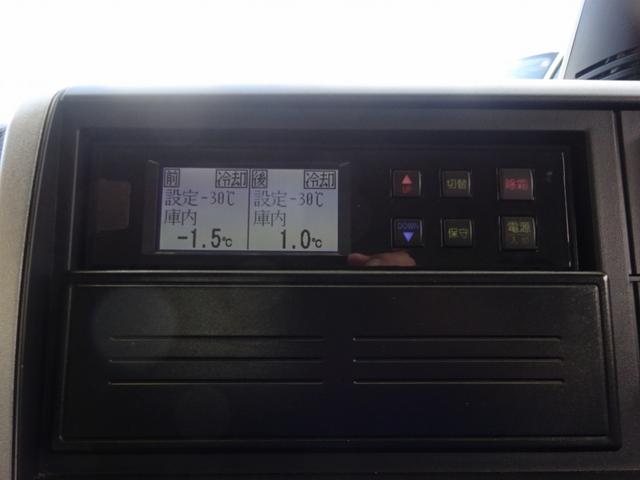 前 冷却 後 冷却
設定-30℃ 設定-30℃
庫内 庫内
-1.5℃ 1.0℃
UP 切替 除霜
DOWN 保守 電源